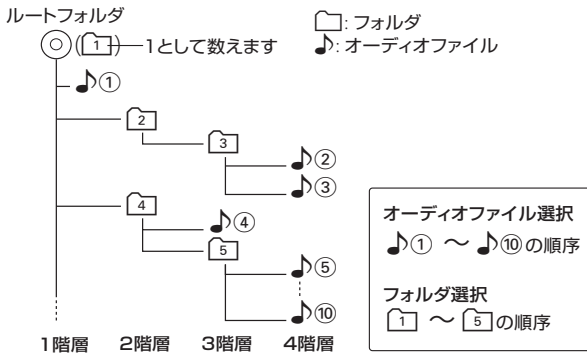 ルートフォルダ
(1) 1として数えます
: フォルダ
♪: オーディオファイル
♪①
2
3
♪②
♪③
4
♪④
5
♪⑤
♪⑩
1階層 2階層 3階層 4階層
オーディオファイル選択
♪① 〜 ♪⑩の順序
フォルダ選択
1 〜 5の順序